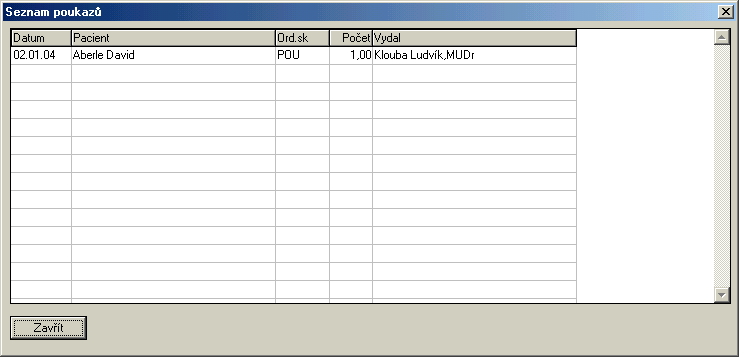 Seznam poukazů
Datum Pacient Ord.sk Počet Vydal
02.01.04 Aberle David POU 1,00 Klouba Ludvík,MUDr
Zavřít